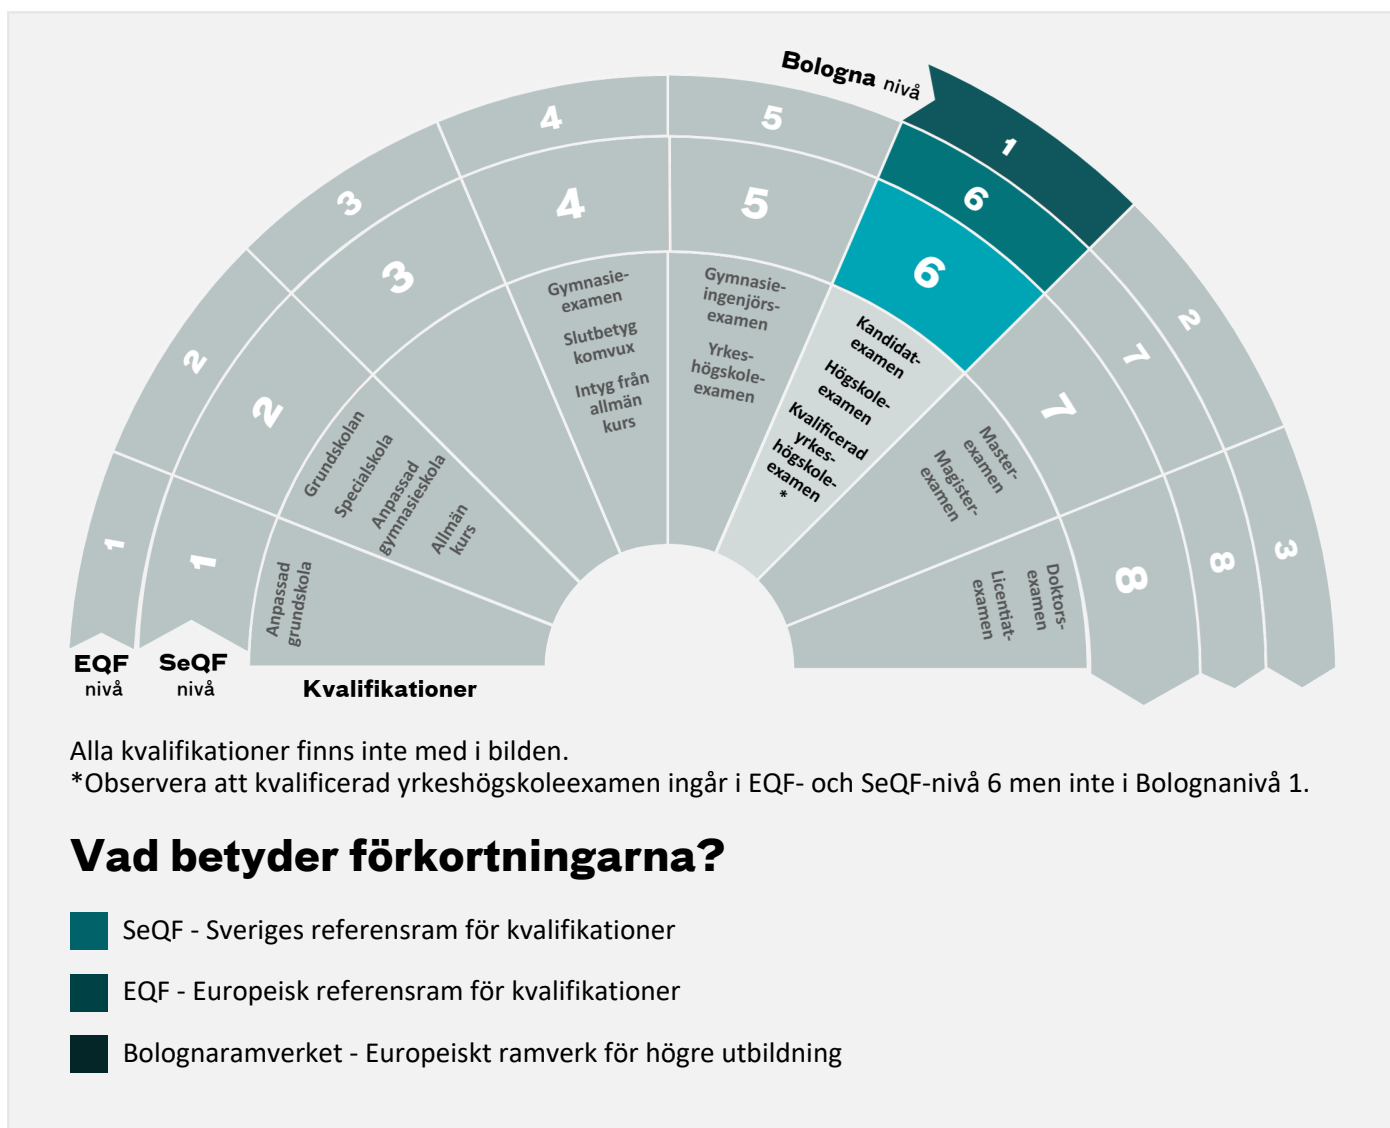 Bologna nivå
1
2
3
1
2
3
4
5
6
7
8
1
2
3
4
5
6
7
8
Anpassad
grundskola
Grundskolan
Specialskola
Anpassad
gymnasieskola
Allmän
kurs
Gymnasie-
examen
Slutbetyg
komvux
Intyg från
allmän
kurs
Gymnasie-
ingenjörs-
examen
Yrkes-
högskole-
examen
Kandidat-
examen
Högskole-
examen
Kvalificerad
yrkes-
högskole-
examen
*
Master-
examen
Magister-
examen
Doktors-
examen
Licentiat-
examen
EQF
nivå
SeQF
nivå
Kvalifikationer
Alla kvalifikationer finns inte med i bilden.
*Observera att kvalificerad yrkeshögskoleexamen ingår i EQF- och SeQF-nivå 6 men inte i Bolognanivå 1.
Vad betyder förkortningarna?
SeQF - Sveriges referensram för kvalifikationer
EQF - Europeisk referensram för kvalifikationer
Bolognaramverket - Europeiskt ramverk för högre utbildning